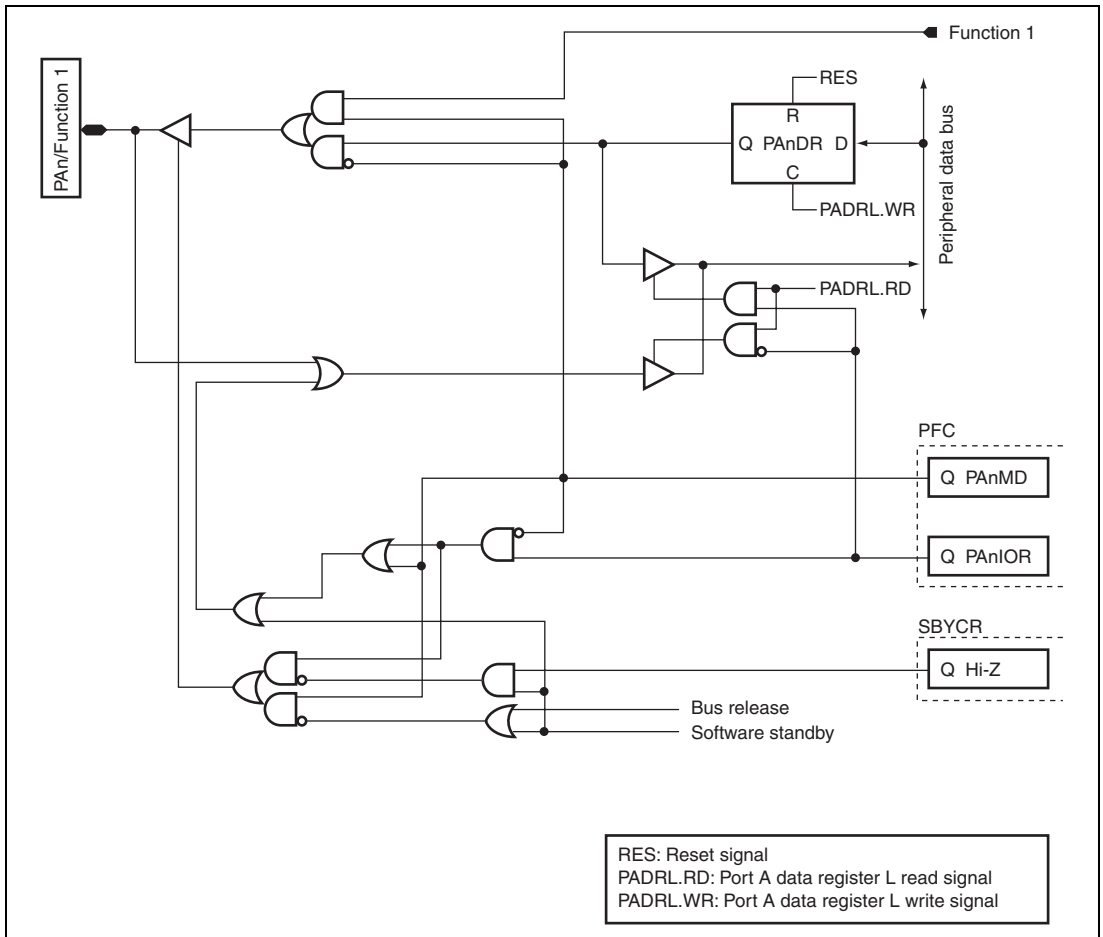 Function 1
PAn/Function 1
RES
R
Q PAnDR D
C
PADRL.WR
Peripheral data bus
PADRL.RD
PFC
Q PAnMD
Q PAnIOR
SBYCR
Q Hi-Z
Bus release
Software standby
RES: Reset signal
PADRL.RD: Port A data register L read signal
PADRL.WR: Port A data register L write signal